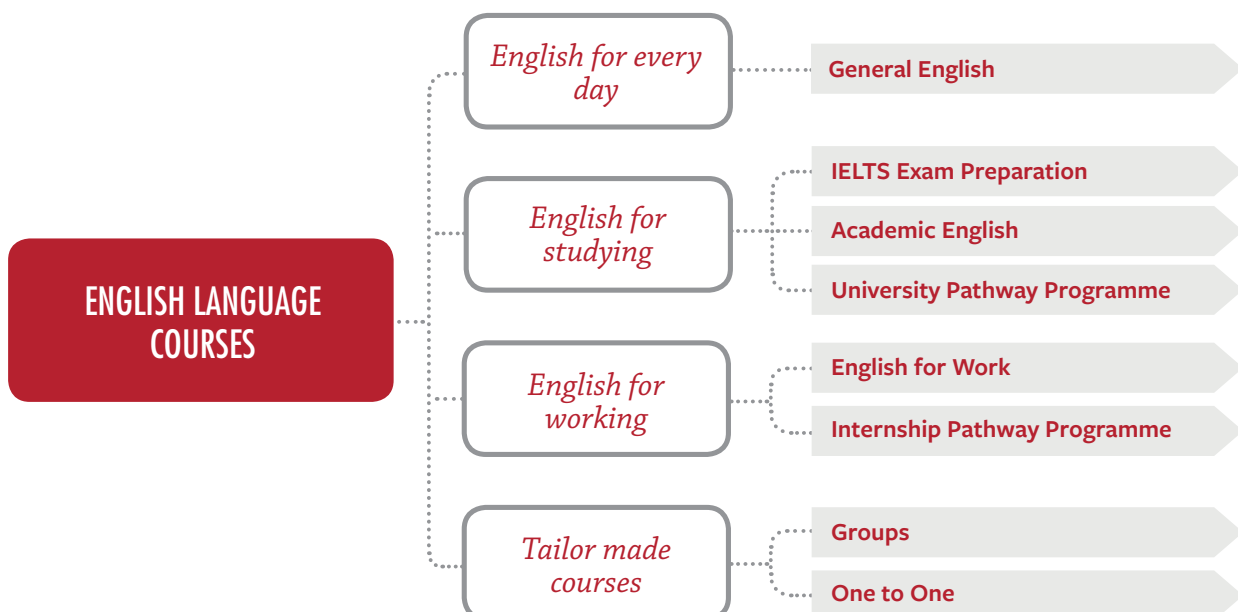 ENGLISH LANGUAGE
COURSES
English for every
day
General English
English for
studying
IELTS Exam Preparation
Academic English
University Pathway Programme
English for
working
English for Work
Internship Pathway Programme
Tailor made
courses
Groups
One to One